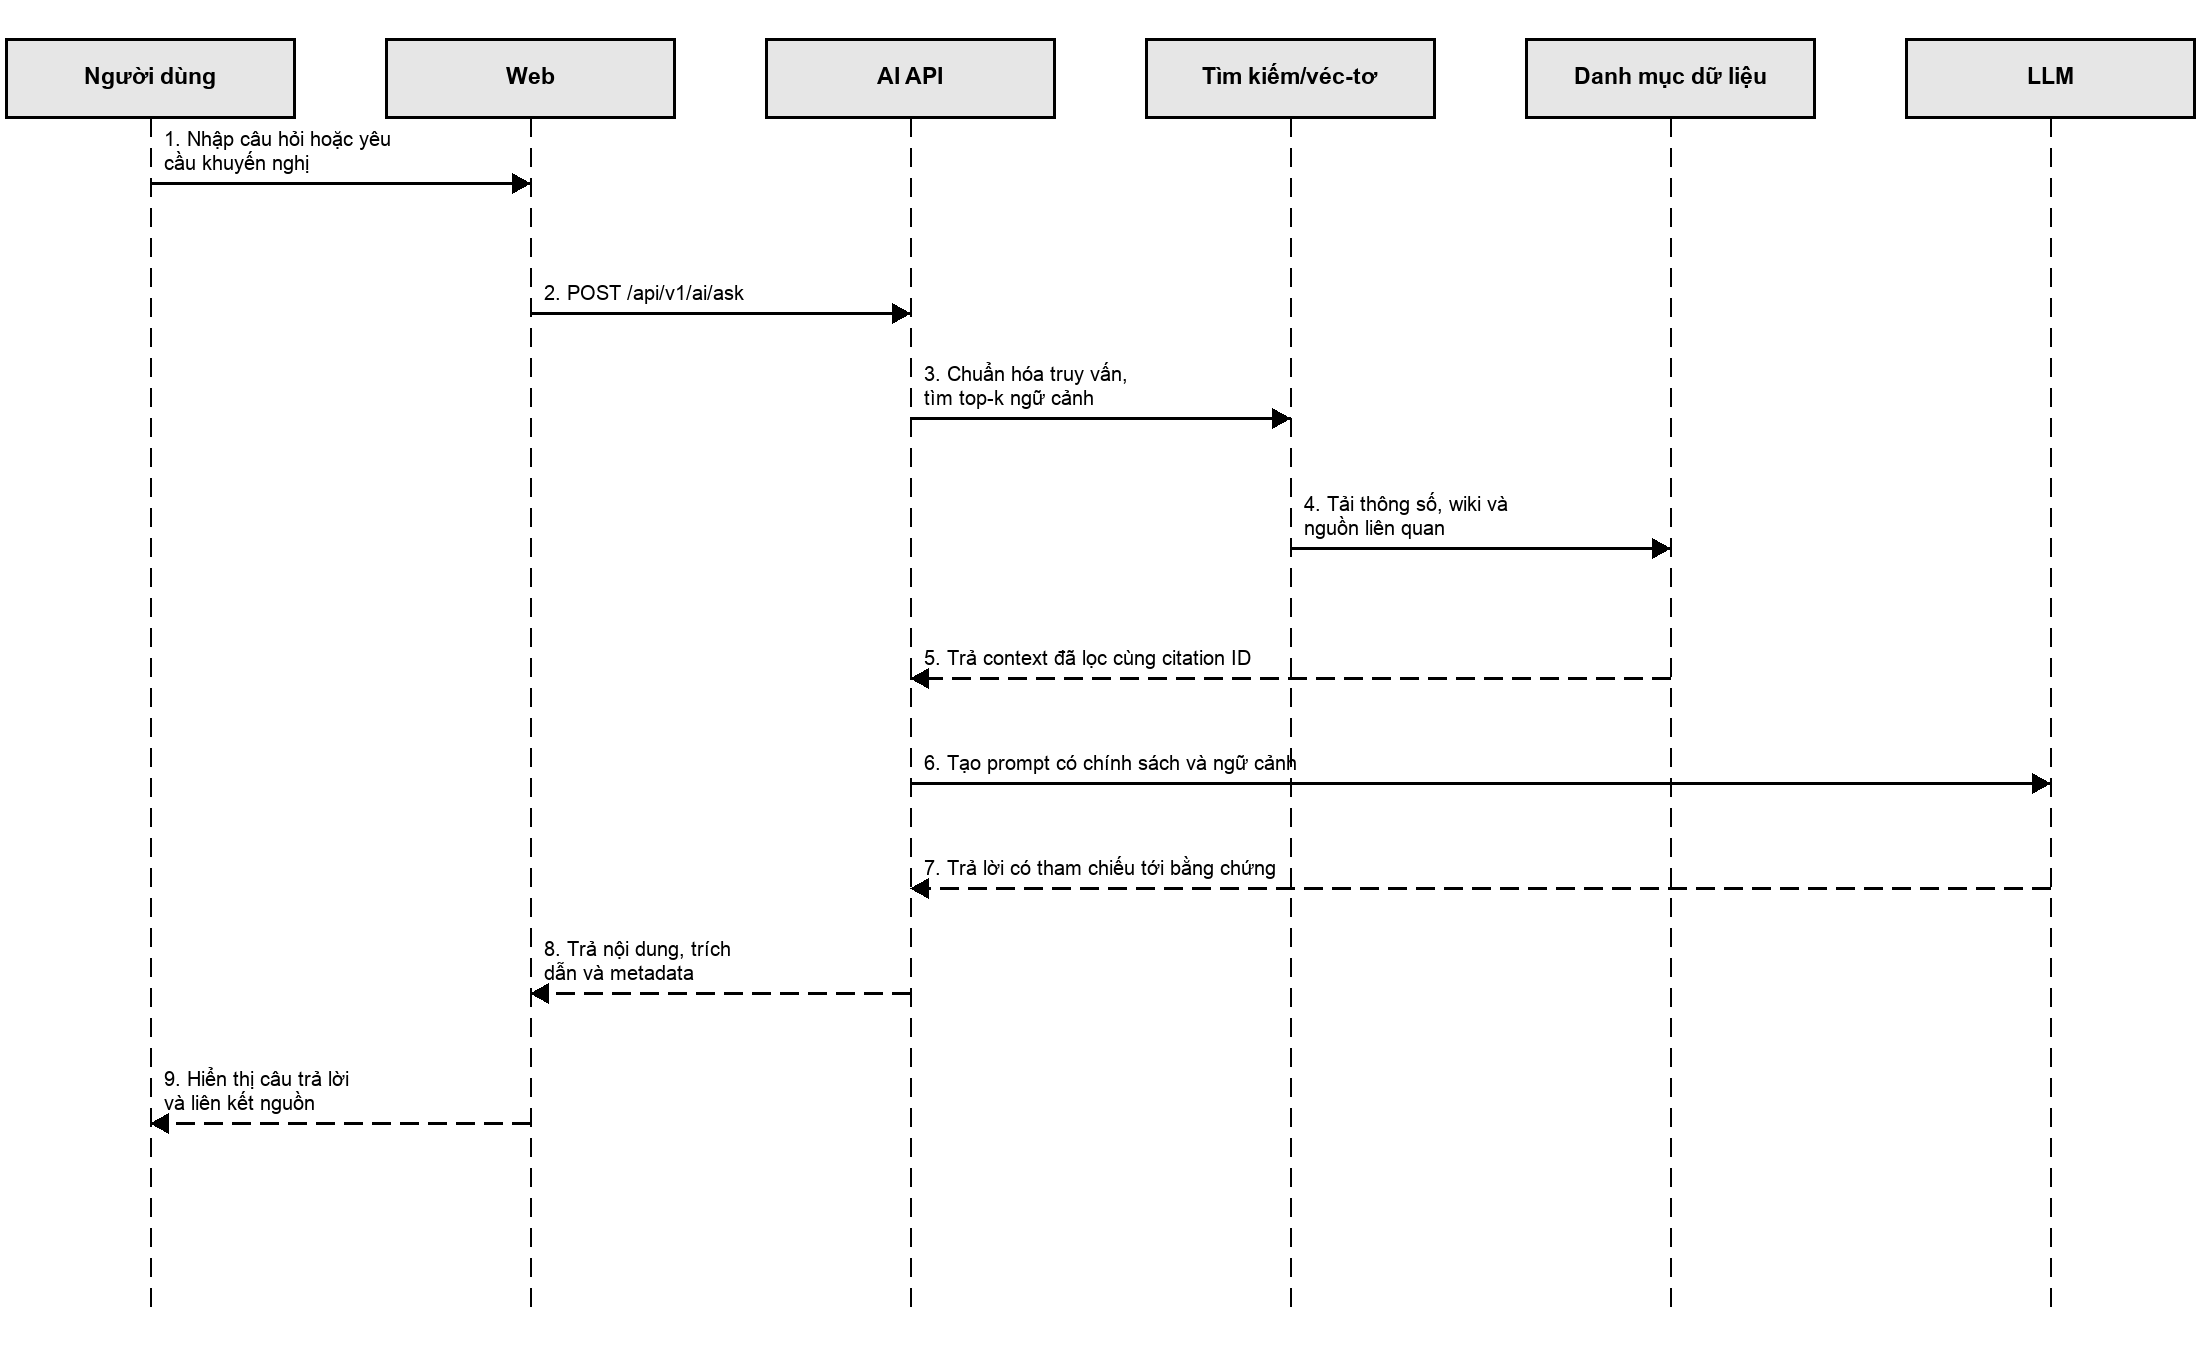 Người dùng
Web
AI API
Tìm kiếm/véc-tơ
Danh mục dữ liệu
LLM
1. Nhập câu hỏi hoặc yêu
cầu khuyến nghị
2. POST /api/v1/ai/ask
3. Chuẩn hóa truy vấn,
tìm top-k ngữ cảnh
4. Tải thông số, wiki và
nguồn liên quan
5. Trả context đã lọc cùng citation ID
6. Tạo prompt có chính sách và ngữ cảnh
7. Trả lời có tham chiếu tới bằng chứng
8. Trả nội dung, trích
dẫn và metadata
9. Hiển thị câu trả lời
và liên kết nguồn